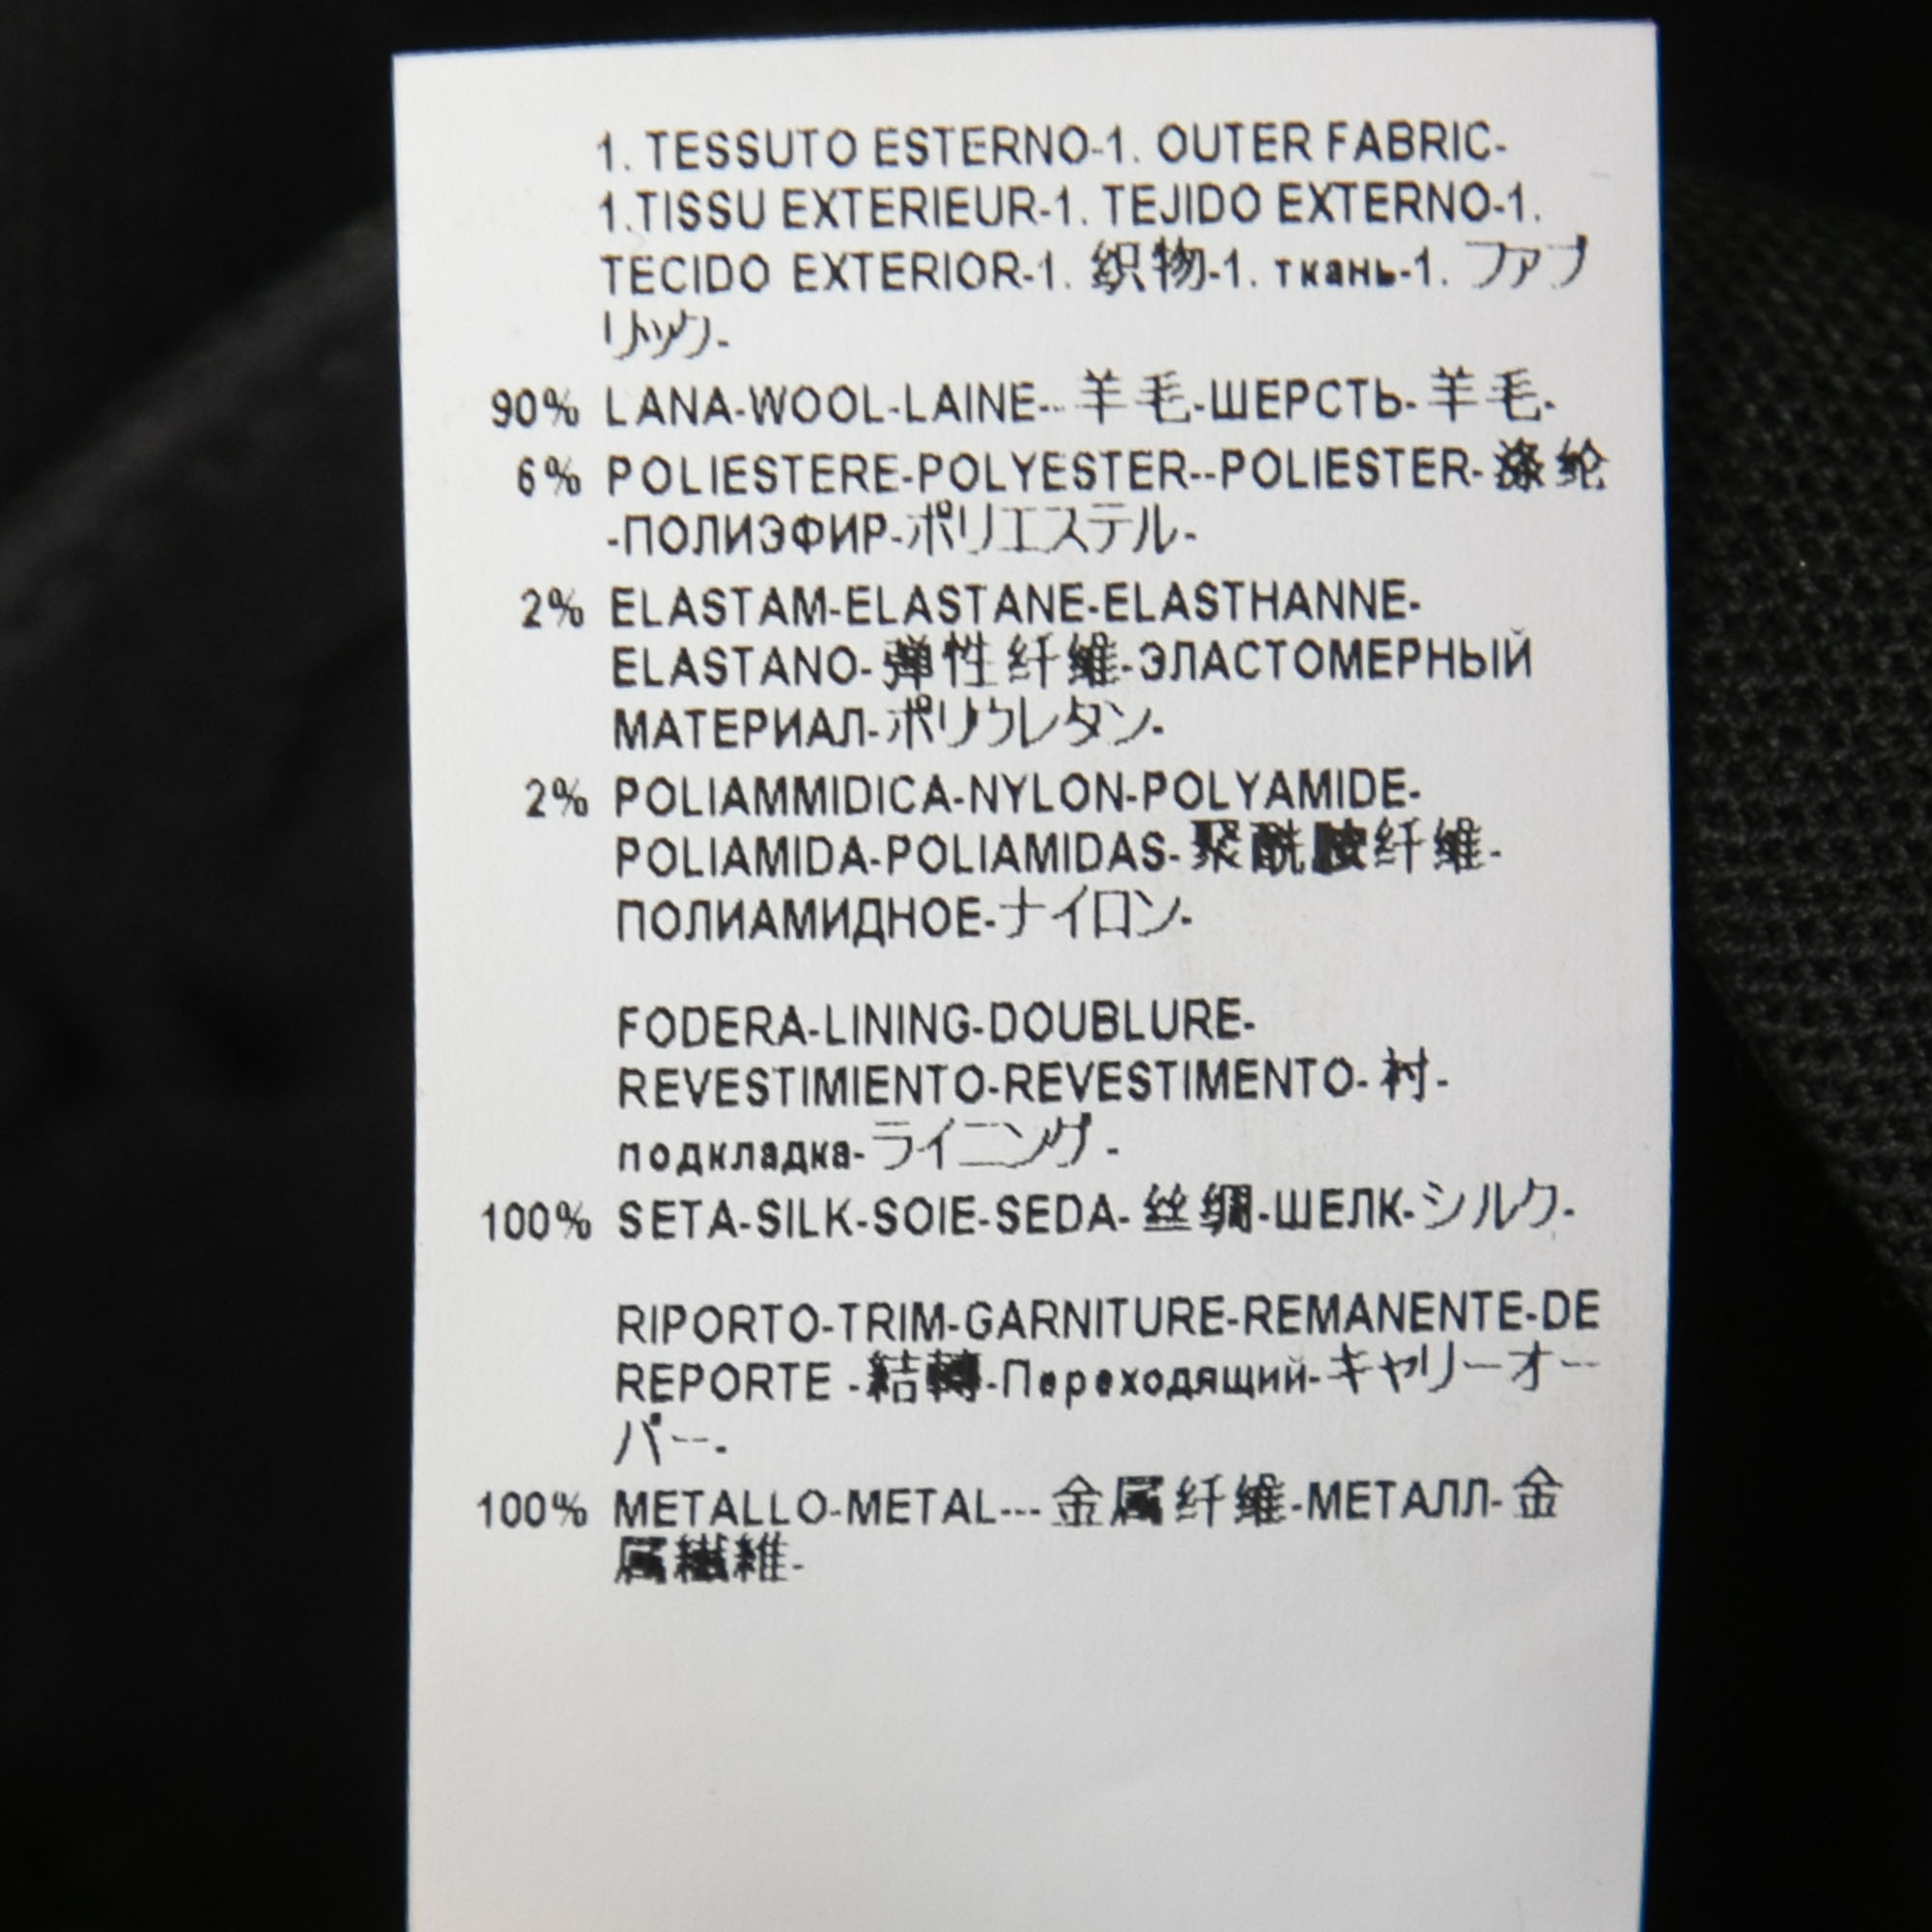 1. TESSUTO ESTERNO-1. OUTER FABRIC-
1.TISSU EXTERIEUR-1. TEJIDO EXTERNO-1.
TECIDO EXTERIOR-1. 织物-1. ткань-1. ファブ
リック-
90% LANA-WOOL-LAINE--羊毛-ШЕРСТЬ-羊毛-
6% POLIESTERE-POLYESTER--POLIESTER-涤纶
-ПОЛИЭФИР-ポリエステル-
2% ELASTAM-ELASTANE-ELASTHANNE-
ELASTANO-弹性纤维-ЭЛАСТОМЕРНЫЙ
МАТЕРИАЛ-ポリウレタン-
2% POLIAMMIDICA-NYLON-POLYAMIDE-
POLIAMIDA-POLIAMIDAS-聚酰胺纤维-
ПОЛИАМИДНОЕ-ナイロン-
FODERA-LINING-DOUBLURE-
REVESTIMIENTO-REVESTIMENTO-衬-
подкладка-ライニング-
100% SETA-SILK-SOIE-SEDA-丝绸-ШЕЛК-シルク-
RIPORTO-TRIM-GARNITURE-REMANENTE-DE
REPORTE -結轉-Переходящий-キャリーオー
バー-
100% METALLO-METAL---金属纤维-МЕТАЛЛ-金
属繊維-